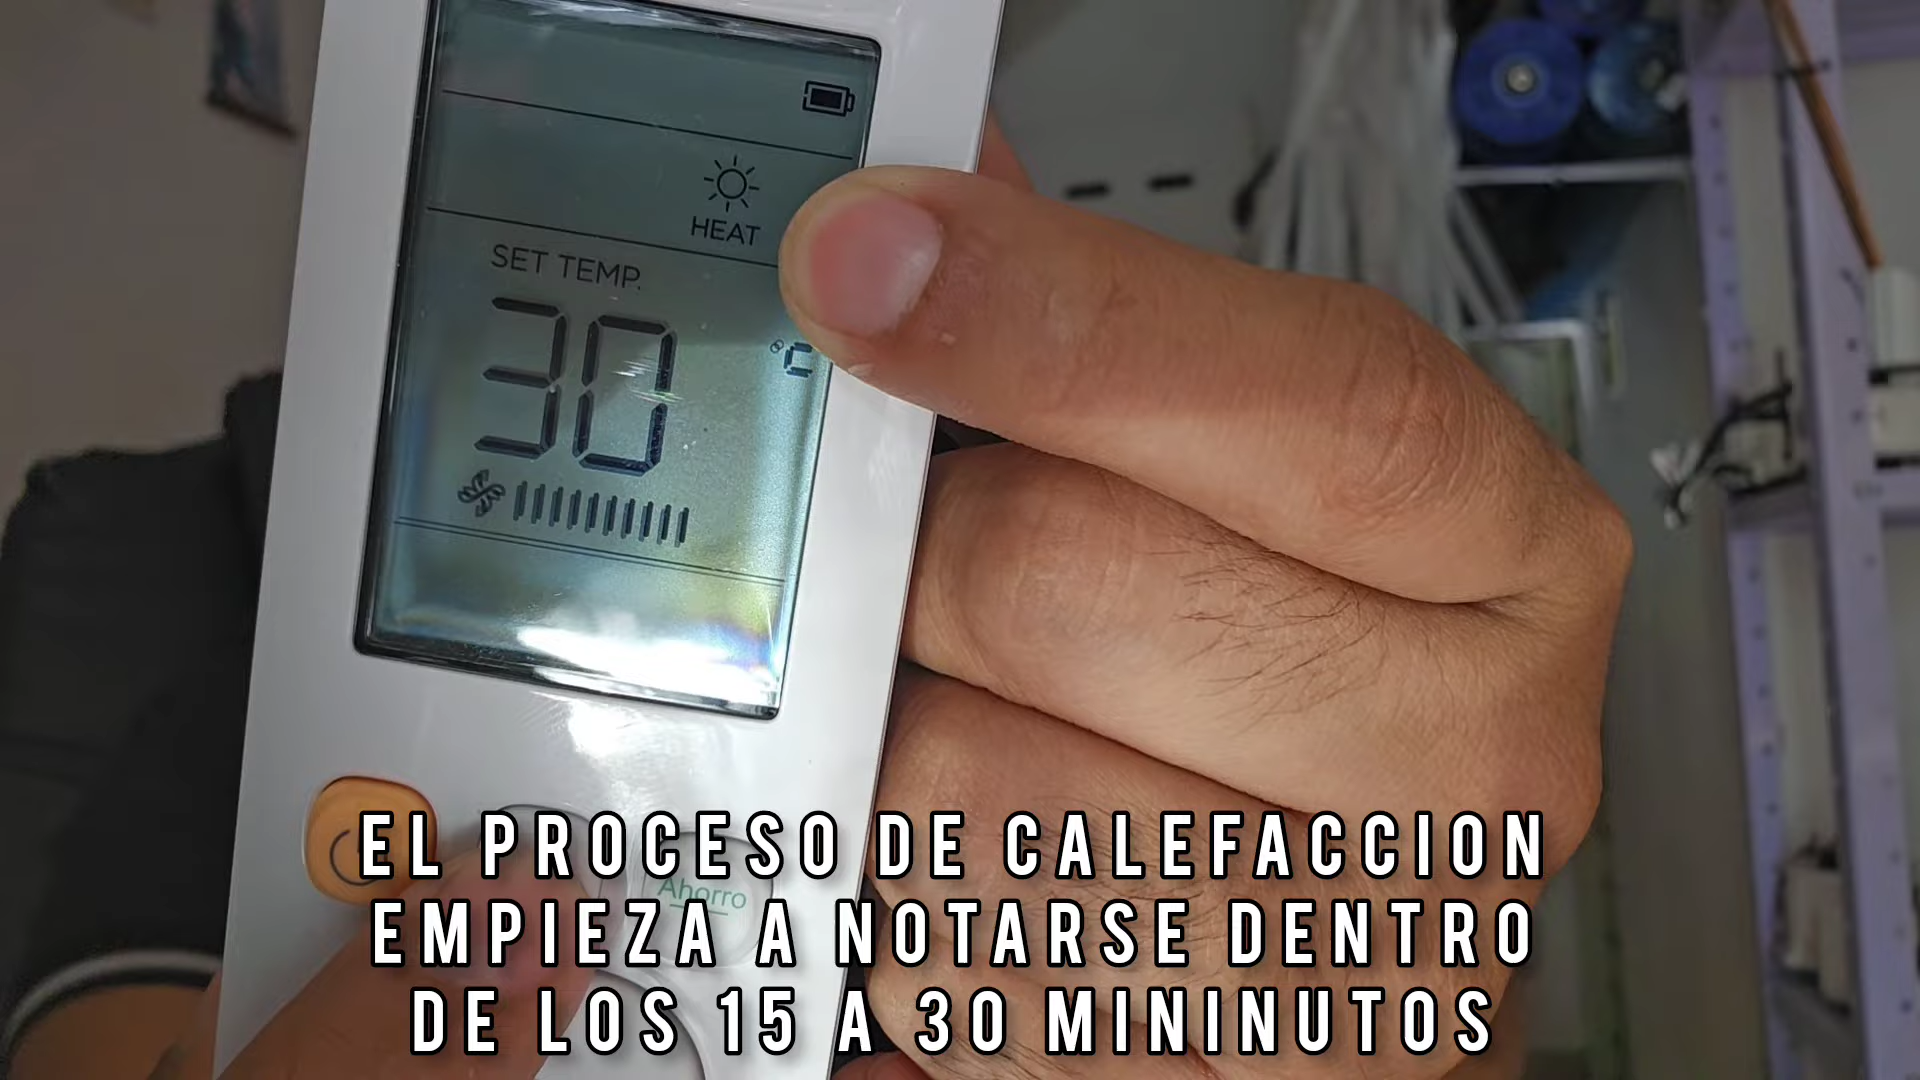 HEAT
SET TEMP.
30 °C
Ahorro
EL PROCESO DE CALEFACCION
EMPIEZA A NOTARSE DENTRO
DE LOS 15 A 30 MININUTOS